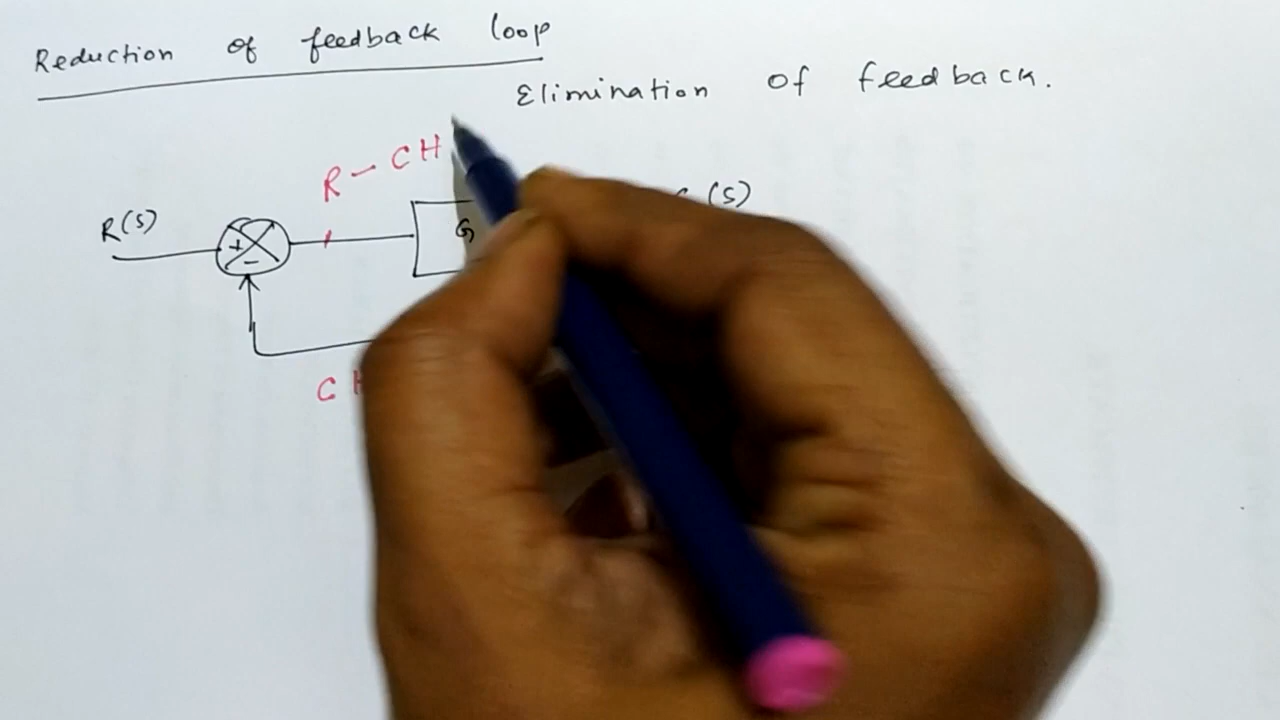 Reduction of feedback loop
Elimination of feedback.
R - CH
R(S)
+
-
G
(S)
C H